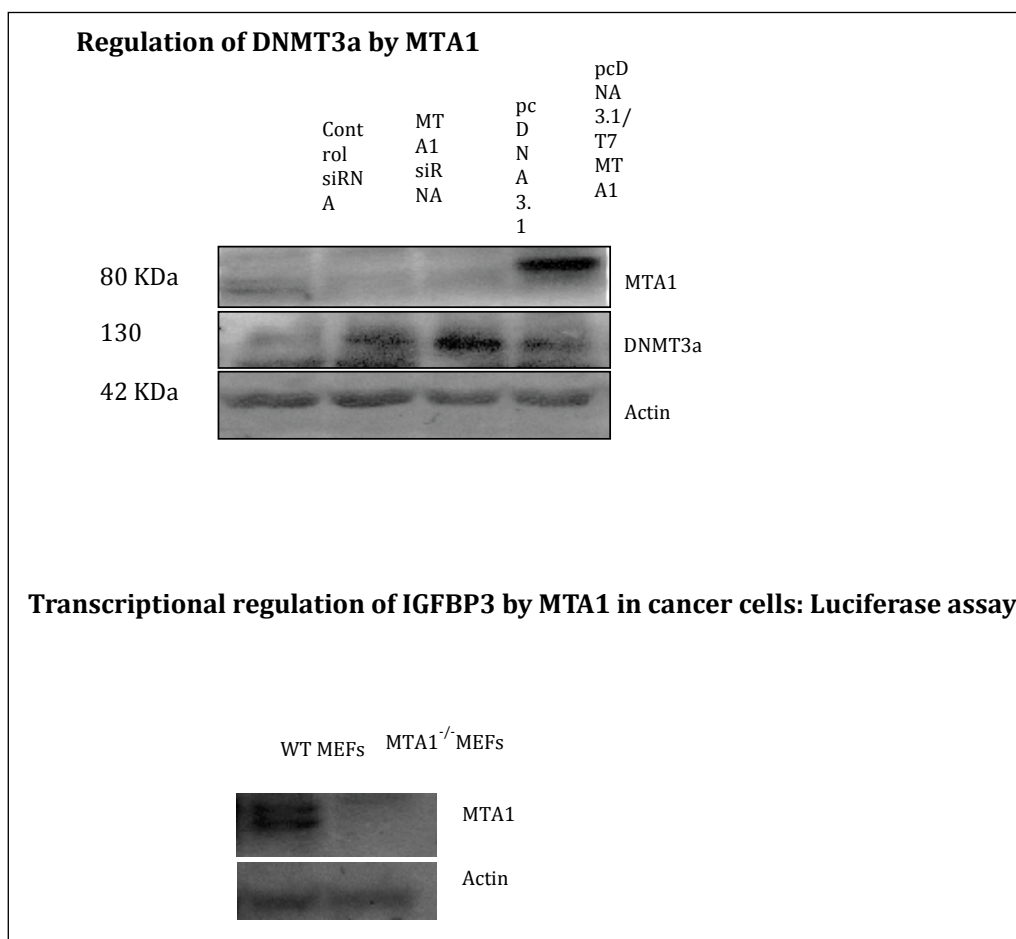 Regulation of DNMT3a by MTA1
Cont
rol
siRN
A
MT
A1
siR
NA
pc
D
N
A
3.
1
pcD
NA
3.1/
T7
MT
A1
80 KDa
MTA1
130
DNMT3a
42 KDa
Actin
Transcriptional regulation of IGFBP3 by MTA1 in cancer cells: Luciferase assay
WT MEFs
MTA1-/-MEFs
MTA1
Actin